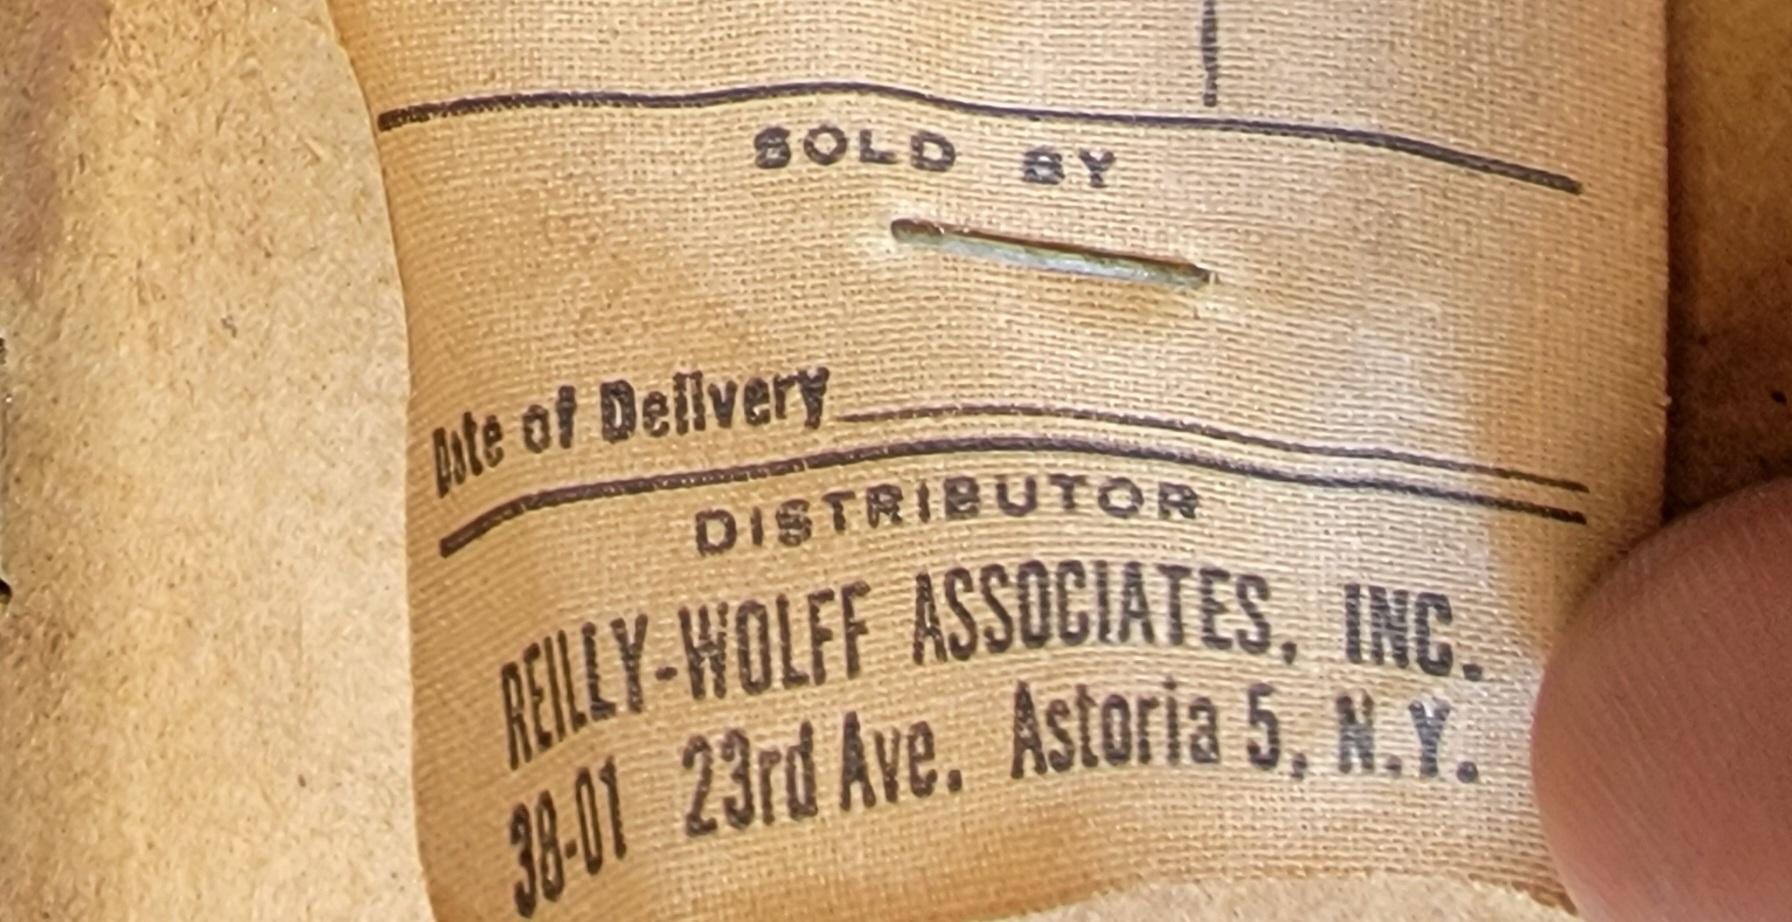 SOLD BY
Date of Delivery
DISTRIBUTOR
REILLY-WOLFF ASSOCIATES, INC.
38-01 23rd Ave. Astoria 5, N.Y.